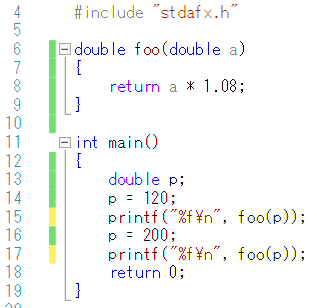 4 #include "stdafx.h"
5
6 double foo(double a)
7 {
8 return a * 1.08;
9 }
10
11 int main()
12 {
13 double p;
14 p = 120;
15 printf("%f¥n", foo(p));
16 p = 200;
17 printf("%f¥n", foo(p));
18 return 0;
19 }